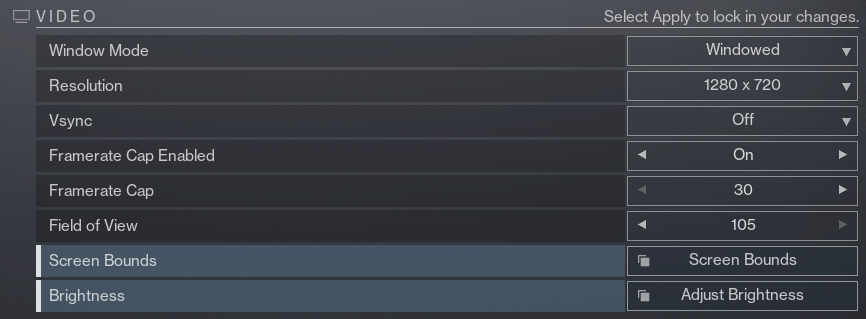 VIDEO Select Apply to lock in your changes.
Window Mode Windowed
Resolution 1280 x 720
Vsync Off
Framerate Cap Enabled On
Framerate Cap 30
Field of View 105
Screen Bounds Screen Bounds
Brightness Adjust Brightness